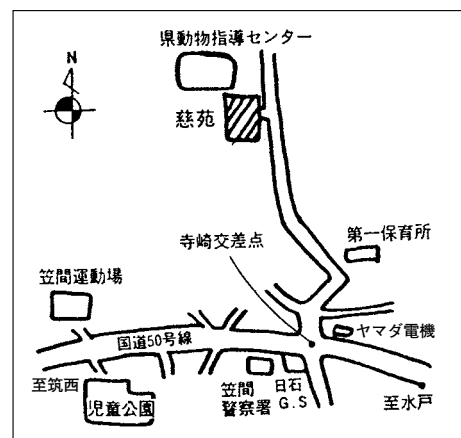 県動物指導センター
N
慈苑
寺崎交差点
第一保育所
笠間運動場
国道50号線
ヤマダ電機
至筑西
児童公園
笠間
警察署
日石
G.S
至水戸